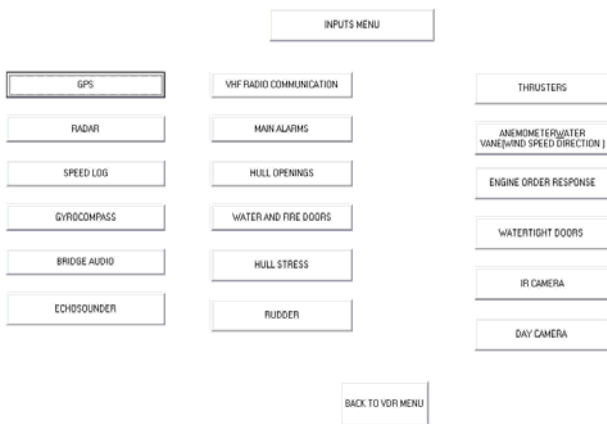 INPUTS MENU
GPS
RADAR
SPEED LOG
GYROCOMPASS
BRIDGE AUDIO
ECHOSOUNDER
VHF RADIO COMMUNICATION
MAIN ALARMS
HULL OPENINGS
WATER AND FIRE DOORS
HULL STRESS
RUDDER
THRUSTERS
ANEMOMETERWATER
VANE(WIND SPEED DIRECTION )
ENGINE ORDER RESPONSE
WATERTIGHT DOORS
IR CAMERA
DAY CAMERA
BACK TO VDR MENU